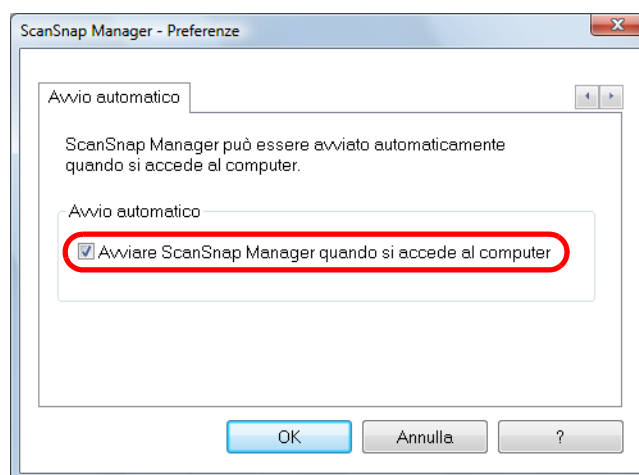 ScanSnap Manager - Preferenze
Avvio automatico
ScanSnap Manager può essere avviato automaticamente
quando si accede al computer.
Avvio automatico
Avviare ScanSnap Manager quando si accede al computer
OK Annulla ?